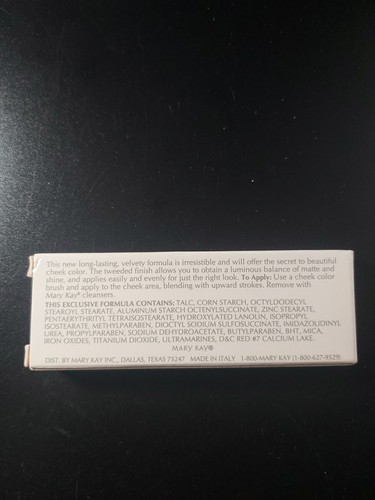 This new long-lasting, velvety formula is irresistible and will offer the secret to beautiful
cheek color. The tweeded finish allows you to obtain a luminous balance of matte and
shine, and applies easily and evenly for just the right look. To Apply: Use a cheek color
brush and apply to the cheek area, blending with upward strokes. Remove with
Mary Kay® cleansers.
THIS EXCLUSIVE FORMULA CONTAINS: TALC, CORN STARCH, OCTYLDODECYL
STEAROYL STEARATE, ALUMINUM STARCH OCTENYLSUCCINATE, ZINC STEARATE,
PENTAERYTHRITYL TETRAISOSTEARATE, HYDROXYLATED LANOLIN, ISOPROPYL
ISOSTEARATE, METHYLPARABEN, DIOCTYL SODIUM SULFOSUCCINATE, IMIDAZOLIDINYL
UREA, PROPYLPARABEN, SODIUM DEHYDROACETATE, BUTYLPARABEN, BHT, MICA,
IRON OXIDES, TITANIUM DIOXIDE, ULTRAMARINES, D&C RED #7 CALCIUM LAKE.
MARY KAY®
DIST. BY MARY KAY INC., DALLAS, TEXAS 75247 MADE IN ITALY 1-800-MARY KAY (1-800-627-9529)